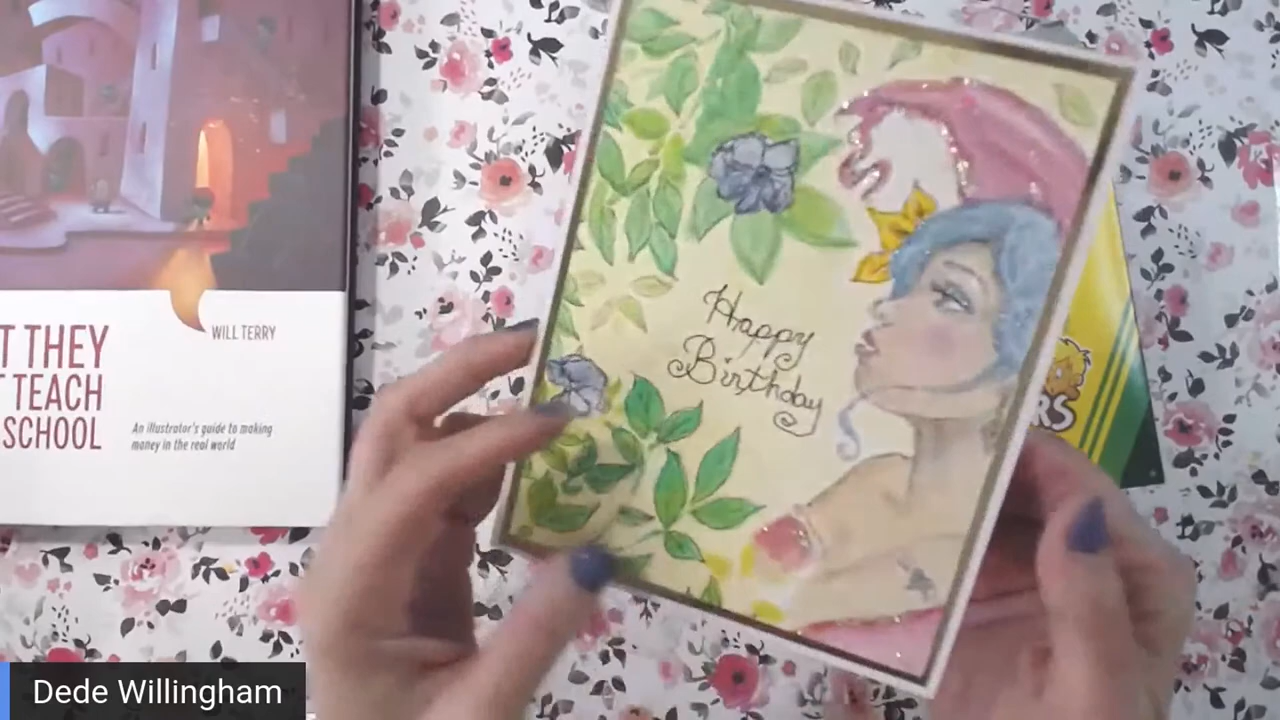 T THEY
TEACH
SCHOOL
WILL TERRY
An illustrator's guide to making
money in the real world
Happy
Birthday
RS
Dede Willingham